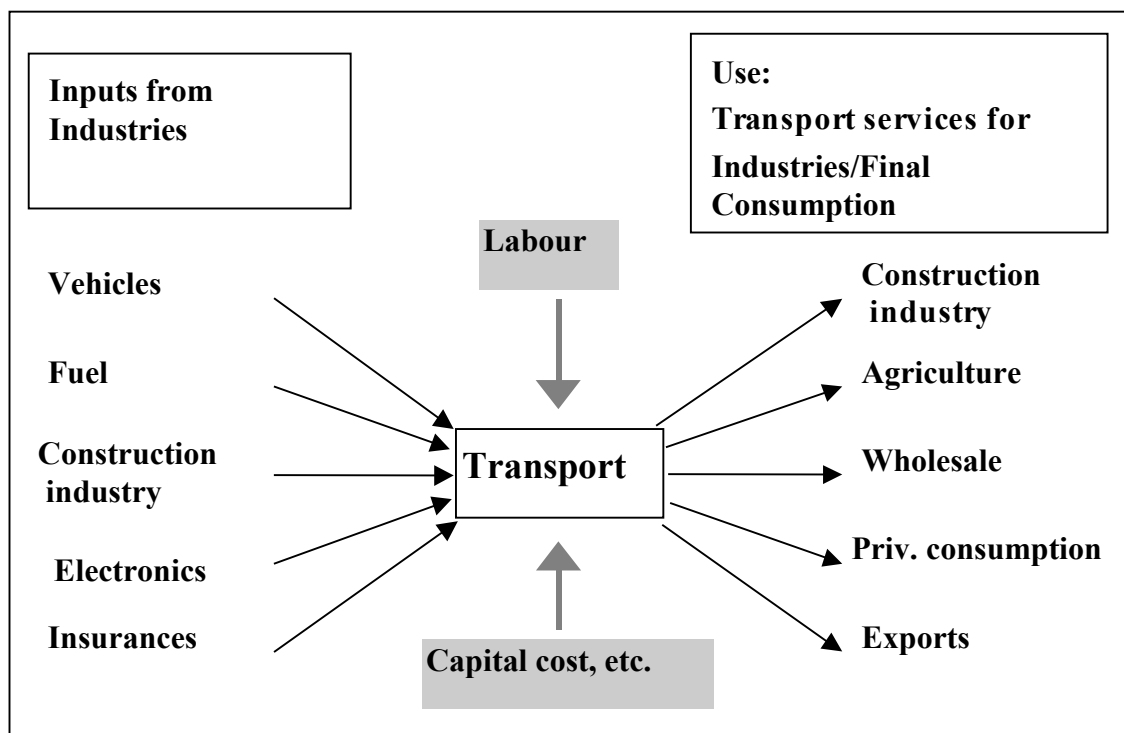 Inputs from
Industries
Use:
Transport services for
Industries/Final
Consumption
Labour
Vehicles
Fuel
Construction
industry
Electronics
Insurances
Transport
Capital cost, etc.
Construction
industry
Agriculture
Wholesale
Priv. consumption
Exports